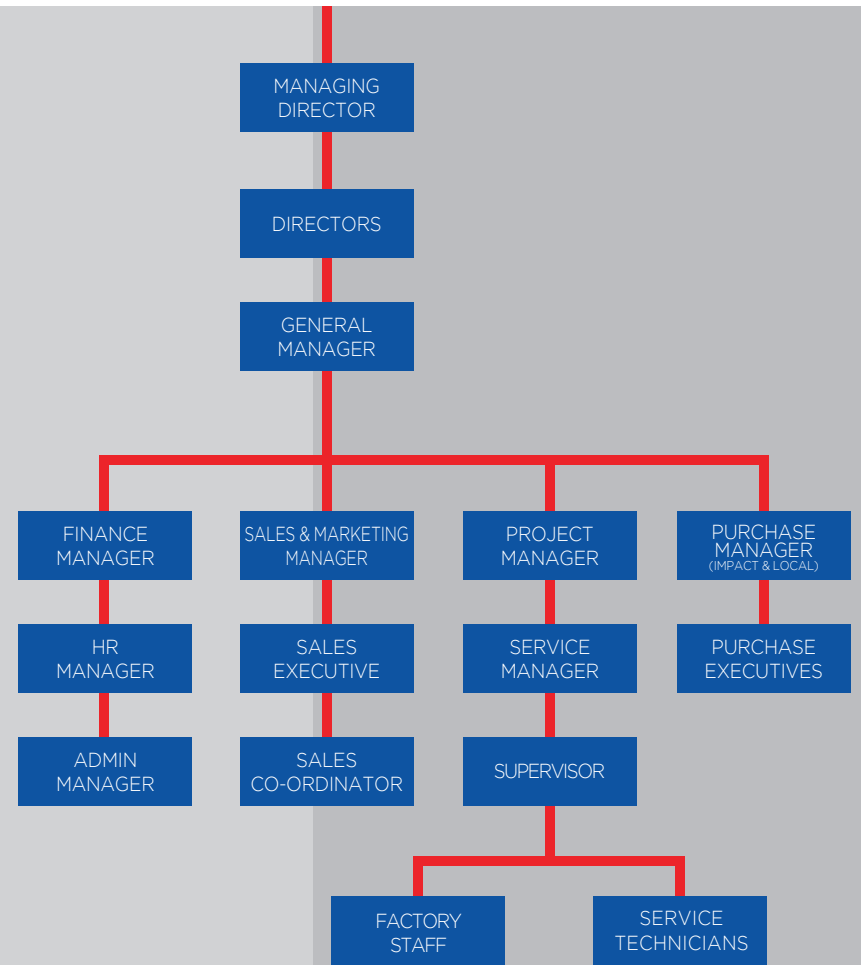 MANAGING
DIRECTOR
DIRECTORS
GENERAL
MANAGER
FINANCE
MANAGER
SALES & MARKETING
MANAGER
PROJECT
MANAGER
PURCHASE
MANAGER
(IMPACT & LOCAL)
HR
MANAGER
SALES
EXECUTIVE
SERVICE
MANAGER
PURCHASE
EXECUTIVES
ADMIN
MANAGER
SALES
CO-ORDINATOR
SUPERVISOR
FACTORY
STAFF
SERVICE
TECHNICIANS